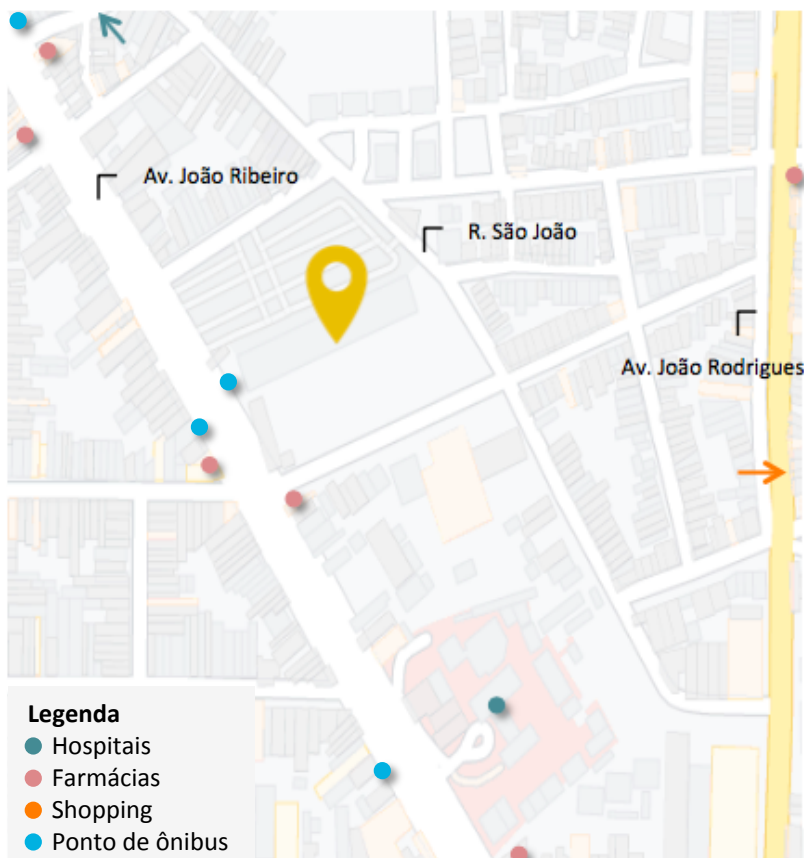 Av. João Ribeiro
R. São João
Av. João Rodrigues
Legenda
Hospitais
Farmácias
Shopping
Ponto de ônibus